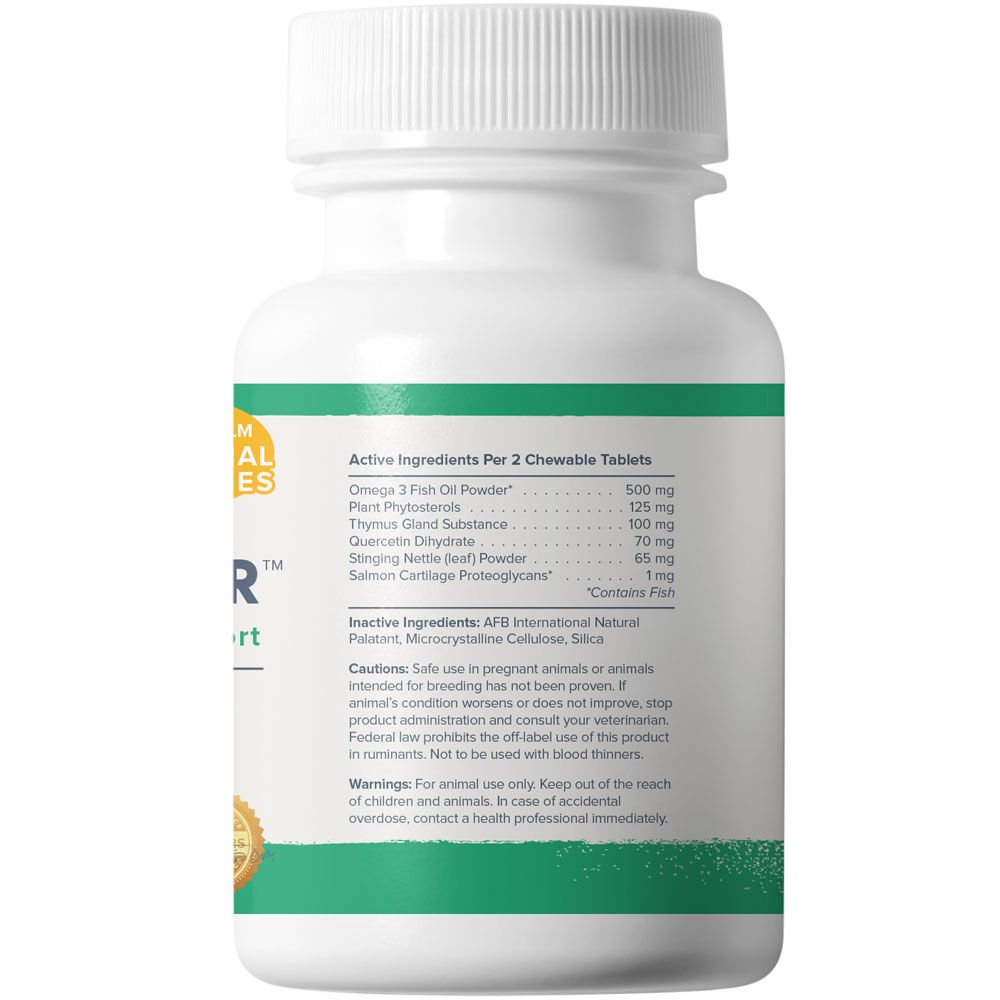 LM
AL
ES
R™
ort
Active Ingredients Per 2 Chewable Tablets
Omega 3 Fish Oil Powder* . . . . . . . . . 500 mg
Plant Phytosterols . . . . . . . . . . . . . . . . 125 mg
Thymus Gland Substance . . . . . . . . . . . 100 mg
Quercetin Dihydrate . . . . . . . . . . . . . . 70 mg
Stinging Nettle (leaf) Powder . . . . . . . . . 65 mg
Salmon Cartilage Proteoglycans* . . . . . . . 1 mg
*Contains Fish
Inactive Ingredients: AFB International Natural
Palatant, Microcrystalline Cellulose, Silica
Cautions: Safe use in pregnant animals or animals
intended for breeding has not been proven. If
animal's condition worsens or does not improve, stop
product administration and consult your veterinarian.
Federal law prohibits the off-label use of this product
in ruminants. Not to be used with blood thinners.
Warnings: For animal use only. Keep out of the reach
of children and animals. In case of accidental
overdose, contact a health professional immediately.